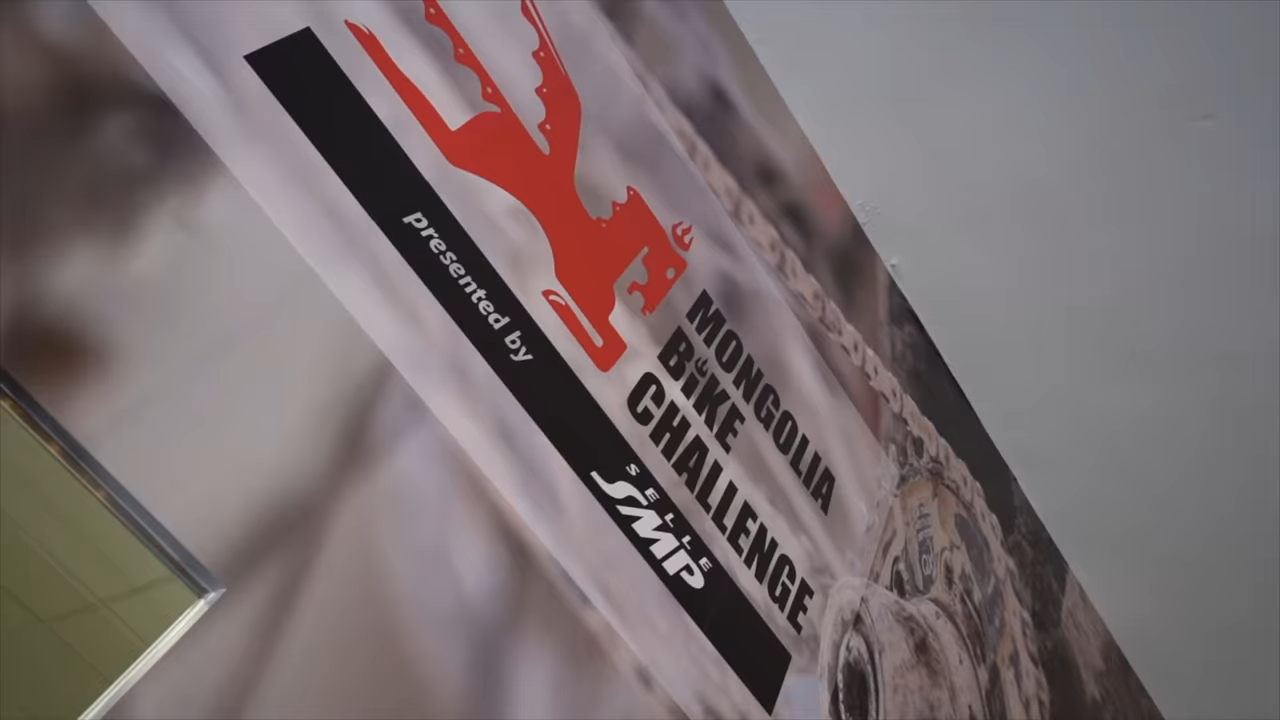 MONGOLIA
BiKE
CHALLENGE
presented by
SELLE
SMP